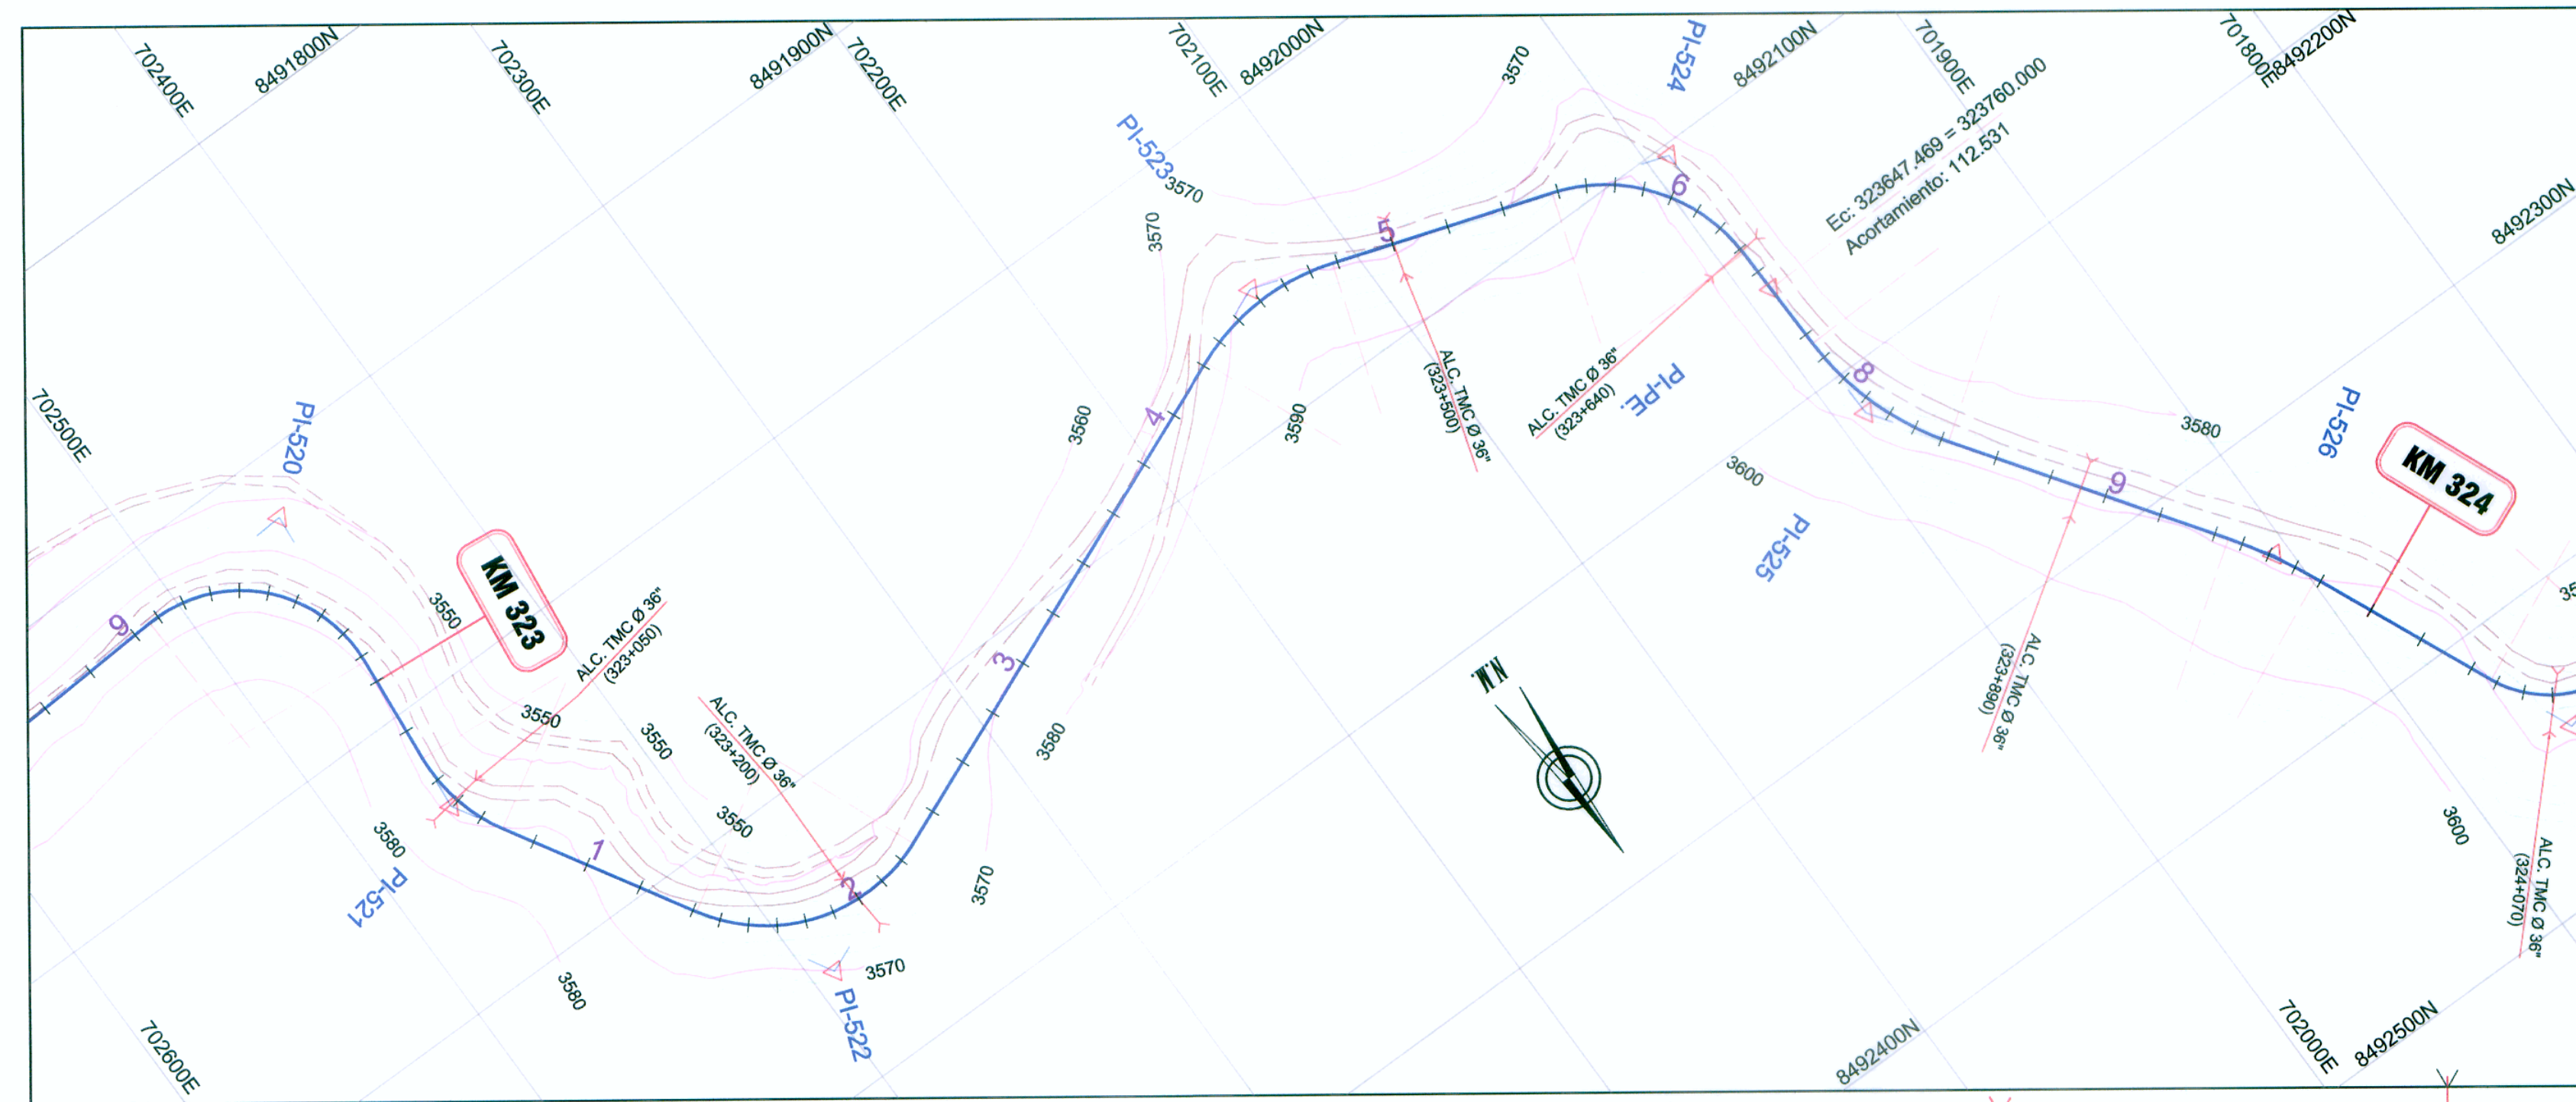 702400E
8491800N
702300E
8491900N
702200E
702100E
8492000N
3570
PI-524
8492100N
701900E
701800E
8492200N
Ec: 323647.469 = 323760.000
Acortamiento: 112.531
8492300N
PI-523
3570
3570
6
5
702500E
PI-520
3560
4
3590
ALC. TMC Ø 36"
(323+500)
ALC. TMC Ø 36"
(323+640)
PI-PE.
8
3580
PI-526
KM 324
3600
9
PI-525
9
3550
KM 323
ALC. TMC Ø 36"
(323+050)
3550
3550
ALC. TMC Ø 36"
(323+200)
3
3580
N.M.
ALC. TMC Ø 36"
(323+890)
3550
3580
1
PI-521
2
3570
3570
3580
PI-522
3600
ALC. TMC Ø 36"
(324+070)
702600E
8492400N
702000E
8492500N